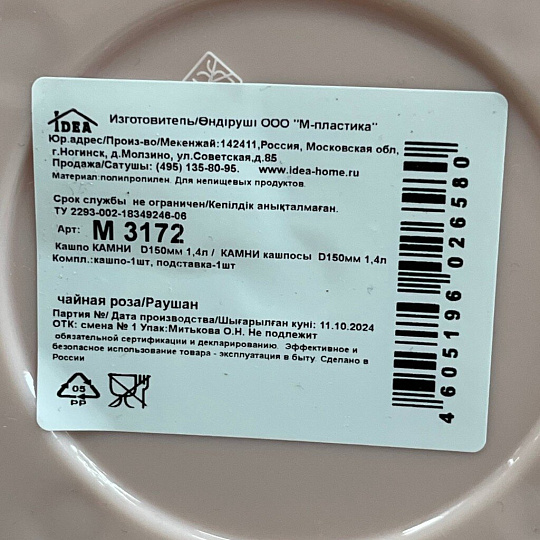 IDEA
Изготовитель/Өндіруші ООО "М-пластика"
Юр.адрес/Произ-во/Мекенжай:142411,Россия, Московская обл,
г.Ногинск, д.Молзино, ул.Советская,д.85
Продажа/Сатушы: (495) 135-80-95. www.idea-home.ru
Материал:полипропилен. Для непищевых продуктов.
Срок службы не ограничен/Кепілдік анықталмаған.
ТУ 2293-002-18349246-06
Арт: М 3172
Кашпо КАМНИ D150мм 1,4л / КАМНИ кашпосы D150мм 1,4л
Компл.:кашпо-1шт, подставка-1шт
чайная роза/Раушан
Партия №/ Дата производства/Шығарылған куні: 11.10.2024
ОТК: смена № 1 Упак:Митькова О.Н. Не подлежит
обязательной сертификации и декларированию. Эффективное и
безопасное использование товара - эксплуатация в быту. Сделано в
России
05
PP
4 605196 026580